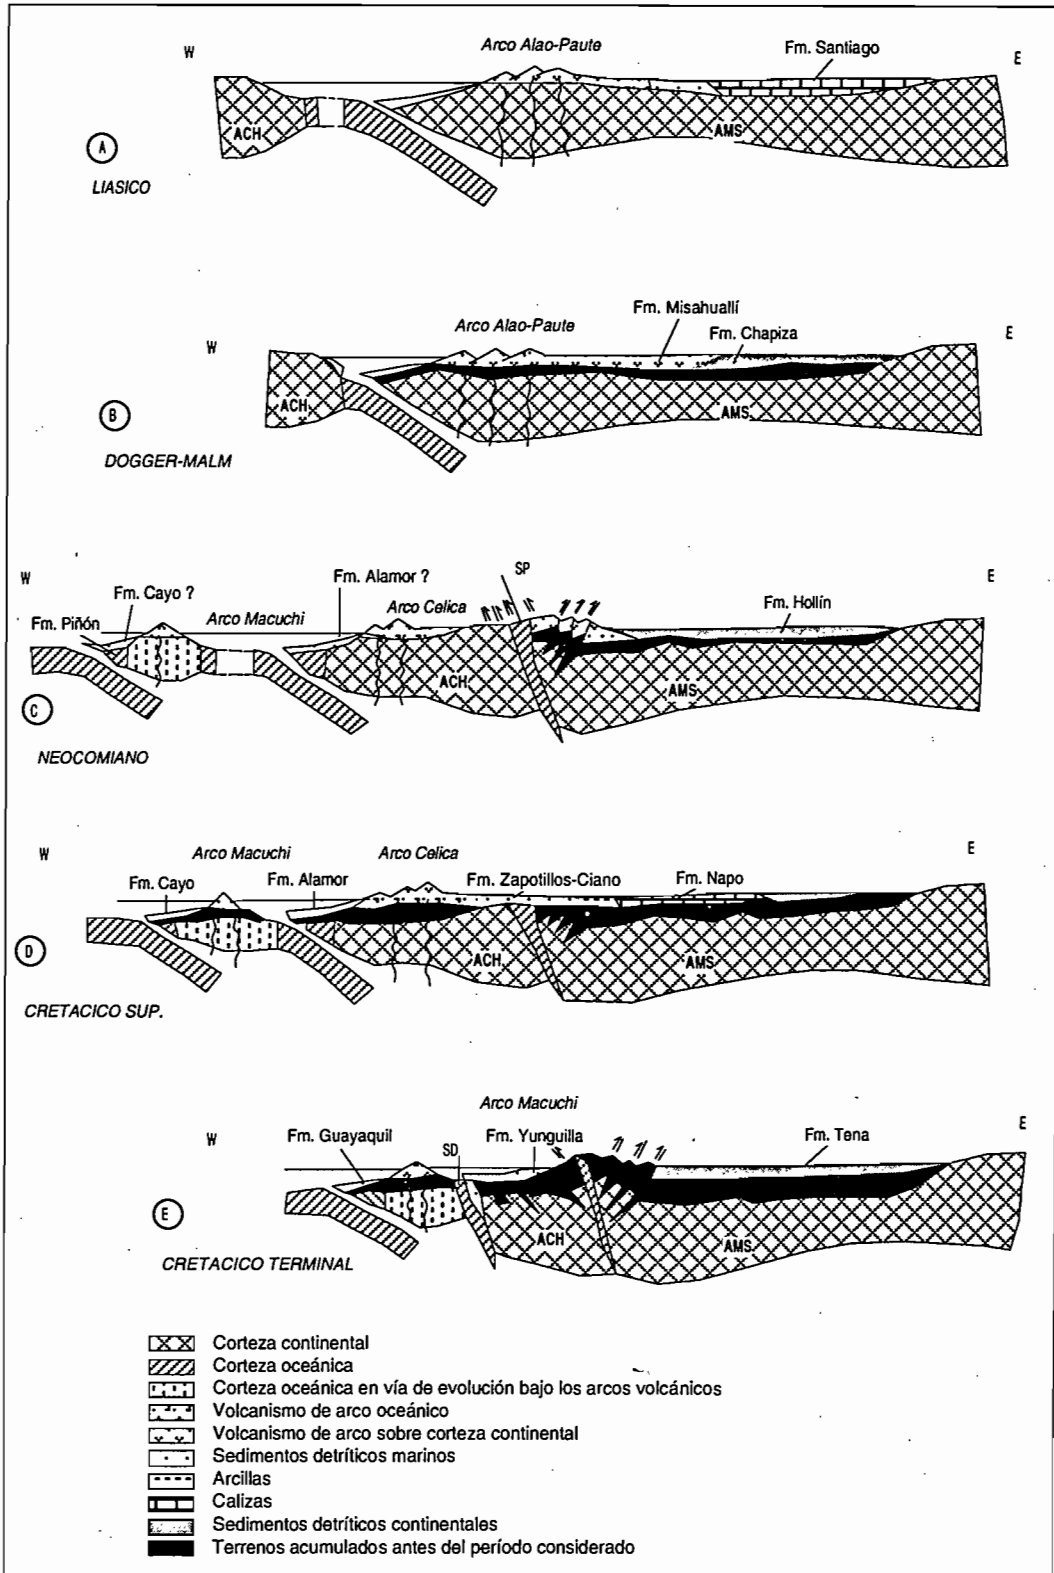 Arco Alao-Paute
W
Fm. Santiago
E
ACH
AMS
A
LIASICO
Fm. Misahuallí
Arco Alao-Paute
Fm. Chapiza
W
E
ACH
AMS
B
DOGGER-MALM
SP
W
Fm. Alamor ?
E
Fm. Cayo ?
Arco Macuchi
Arco Celica
Fm. Hollín
Fm. Piñón
ACH
AMS
C
NEOCOMIANO
W
Arco Macuchi
Arco Celica
E
Fm. Cayo
Fm. Alamor
Fm. Zapotillos-Ciano
Fm. Napo
D
ACH
AMS
CRETACICO SUP.
Arco Macuchi
W
Fm. Guayaquil
SD
Fm. Yunguilla
Fm. Tena
E
E
ACH
AMS
CRETACICO TERMINAL
Corteza continental
Corteza oceánica
Corteza oceánica en vía de evolución bajo los arcos volcánicos
Volcanismo de arco oceánico
Volcanismo de arco sobre corteza continental
Sedimentos detríticos marinos
Arcillas
Calizas
Sedimentos detríticos continentales
Terrenos acumulados antes del período considerado